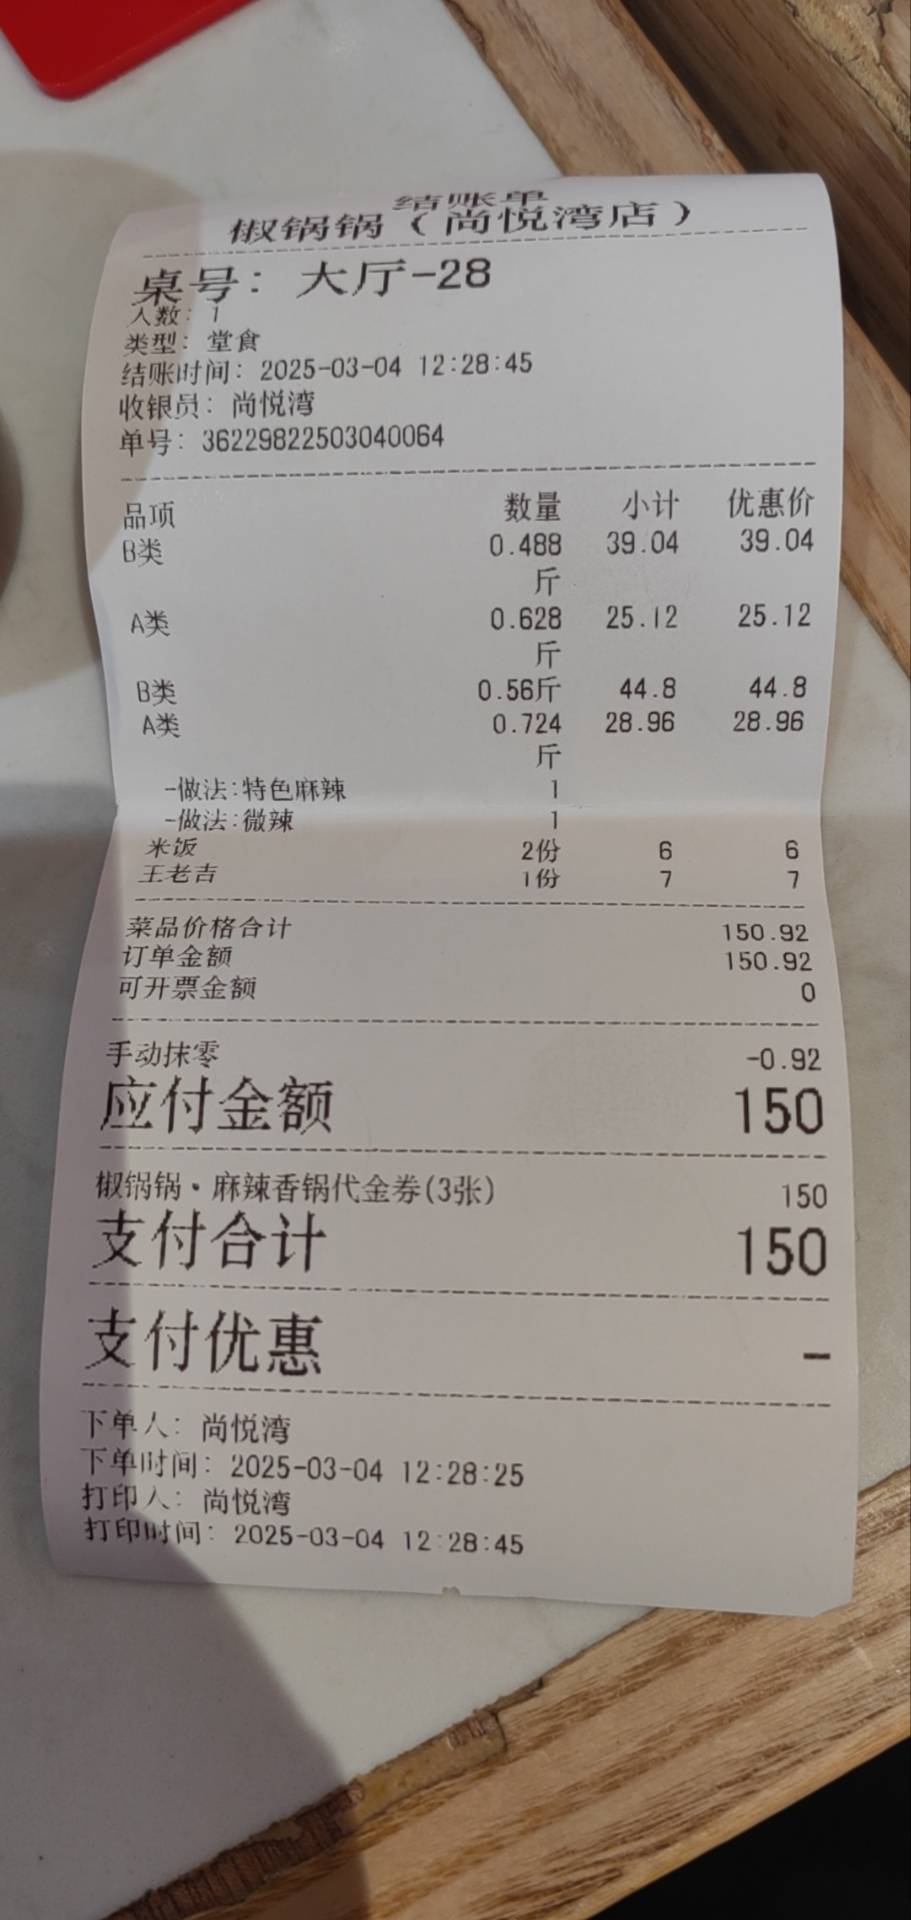 结账单
椒锅锅（尚悦湾店）
桌号: 大厅-28
人数: 1
类型: 堂食
结账时间: 2025-03-04 12:28:45
收银员: 尚悦湾
单号: 36229822503040064
品项 数量 小计 优惠价
B类 0.488 39.04 39.04
斤
A类 0.628 25.12 25.12
斤
B类 0.56斤 44.8 44.8
A类 0.724 28.96 28.96
斤
-做法:特色麻辣 1
-做法:微辣 1
米饭 2份 6 6
王老吉 1份 7 7
菜品价格合计 150.92
订单金额 150.92
可开票金额 0
手动抹零 -0.92
应付金额 150
椒锅锅·麻辣香锅代金券(3张) 150
支付合计 150
支付优惠 -
下单人: 尚悦湾
下单时间: 2025-03-04 12:28:25
打印人: 尚悦湾
打印时间: 2025-03-04 12:28:45